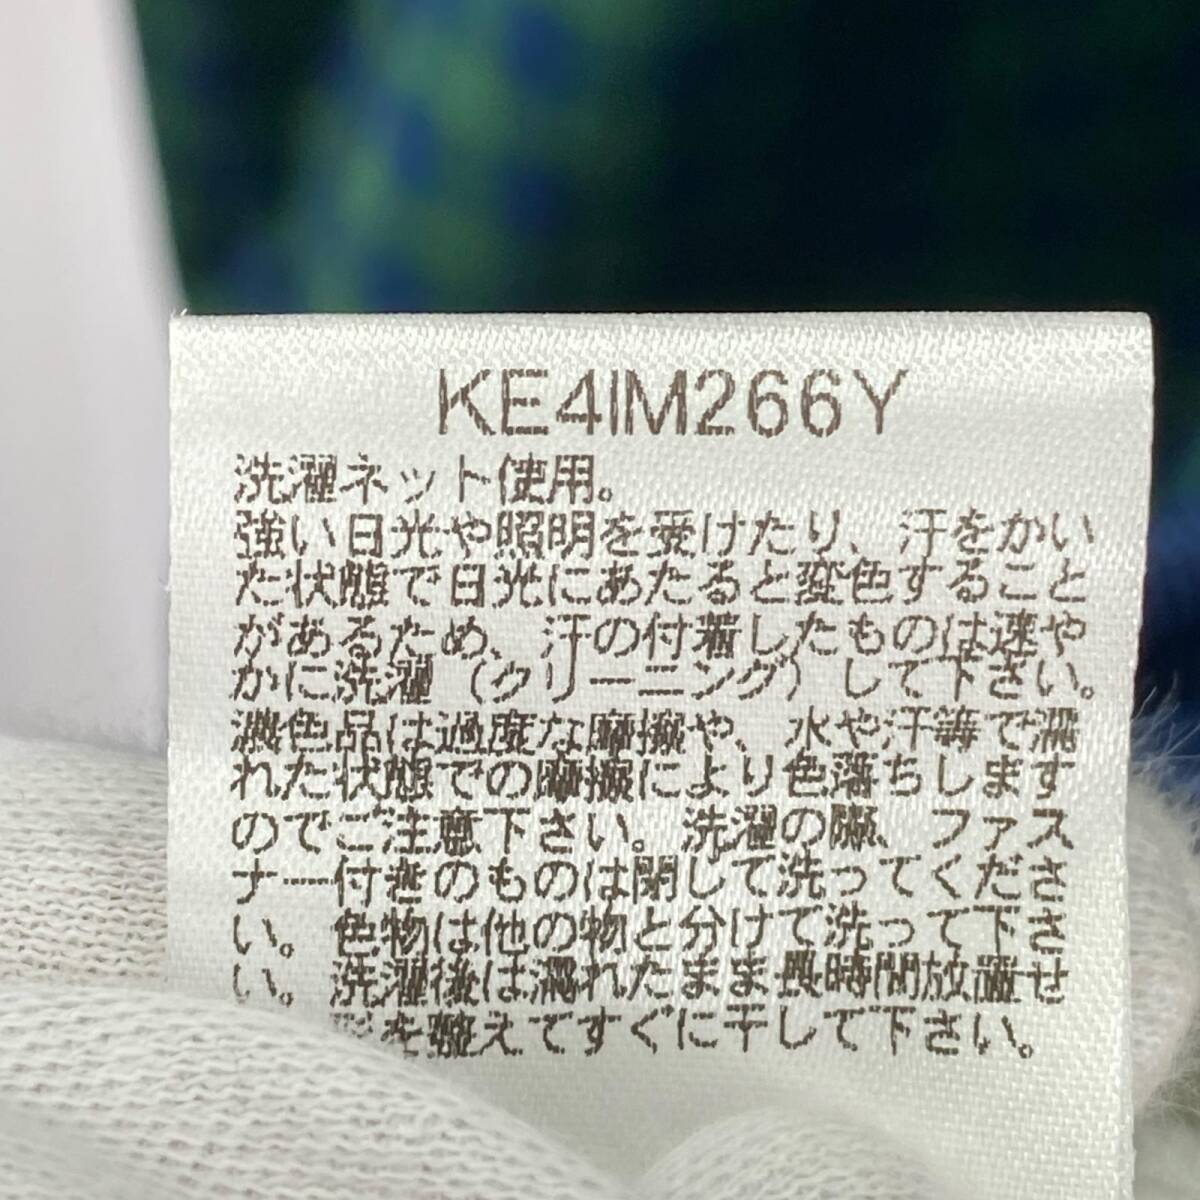 KE4IM266Y
洗濯ネット使用。
強い日光や照明を受けたり、汗をかい
た状態で日光にあたると変色すること
があるため、汗の付着したものは速や
かに洗濯（クリーニング）して下さい。
濃色品は過度な摩擦や、水や汗等で濡
れた状態での摩擦により色落ちします
のでご注意下さい。洗濯の際、ファス
ナー付きのものは閉じて洗ってくださ
い。色物は他の物と分けて洗って下さ
い。洗濯後は濡れたまま長時間放置せ
形を整えてすぐに干して下さい。